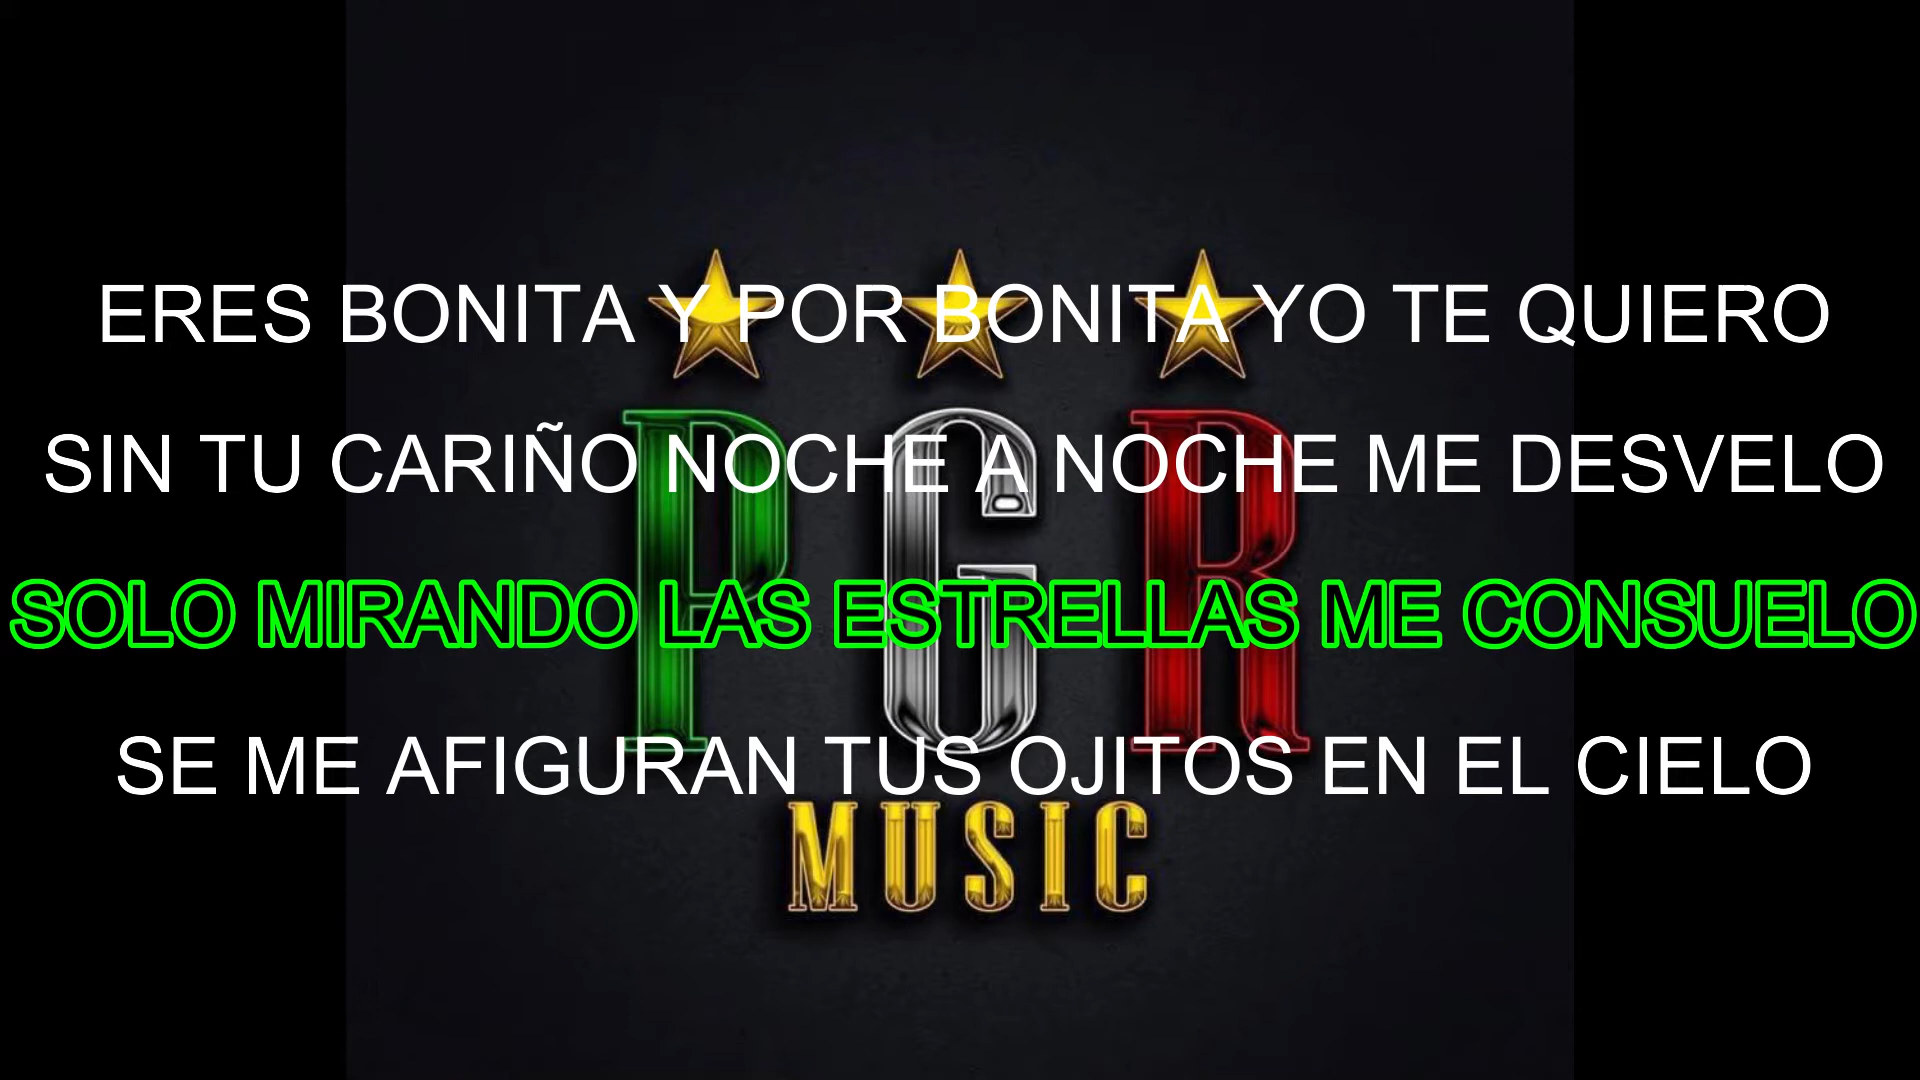 ERES BONITA Y POR BONITA YO TE QUIERO
SIN TU CARIÑO NOCHE A NOCHE ME DESVELO
SOLO MIRANDO LAS ESTRELLAS ME CONSUELO
SE ME AFIGURAN TUS OJITOS EN EL CIELO
PGR
MUSIC